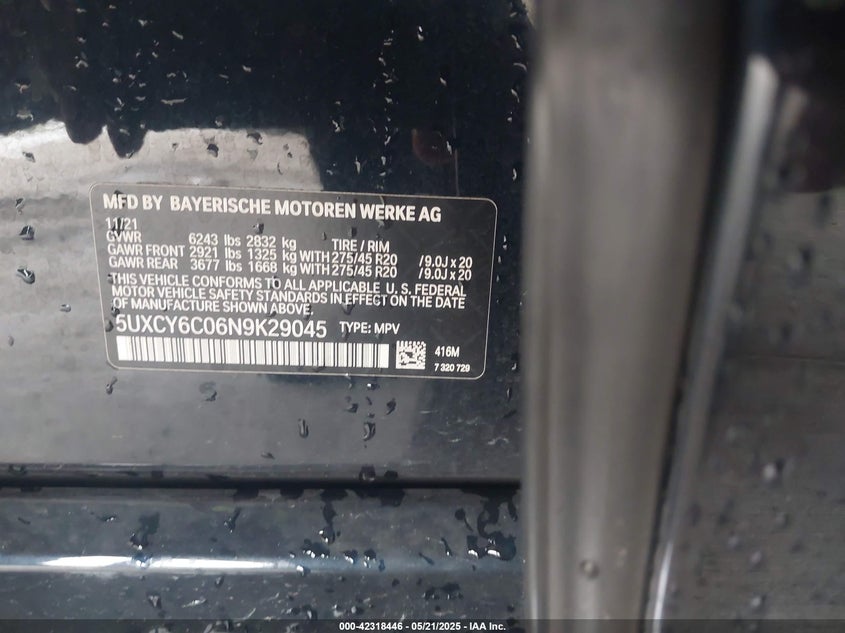 MFD BY BAYERISCHE MOTOREN WERKE AG
11/21
GVWR 6243 lbs 2832 kg TIRE / RIM
GAWR FRONT 2921 lbs 1325 kg WITH 275/45 R20 / 9.0J x 20
GAWR REAR 3677 lbs 1668 kg WITH 275/45 R20 / 9.0J x 20
THIS VEHICLE CONFORMS TO ALL APPLICABLE U. S. FEDERAL
MOTOR VEHICLE SAFETY STANDARDS IN EFFECT ON THE DATE
OF MANUFACTURE SHOWN ABOVE.
5UXCY6C06N9K29045 TYPE: MPV
416M
7 320 729
000-42318446 - 05/21/2025 - IAA Inc.